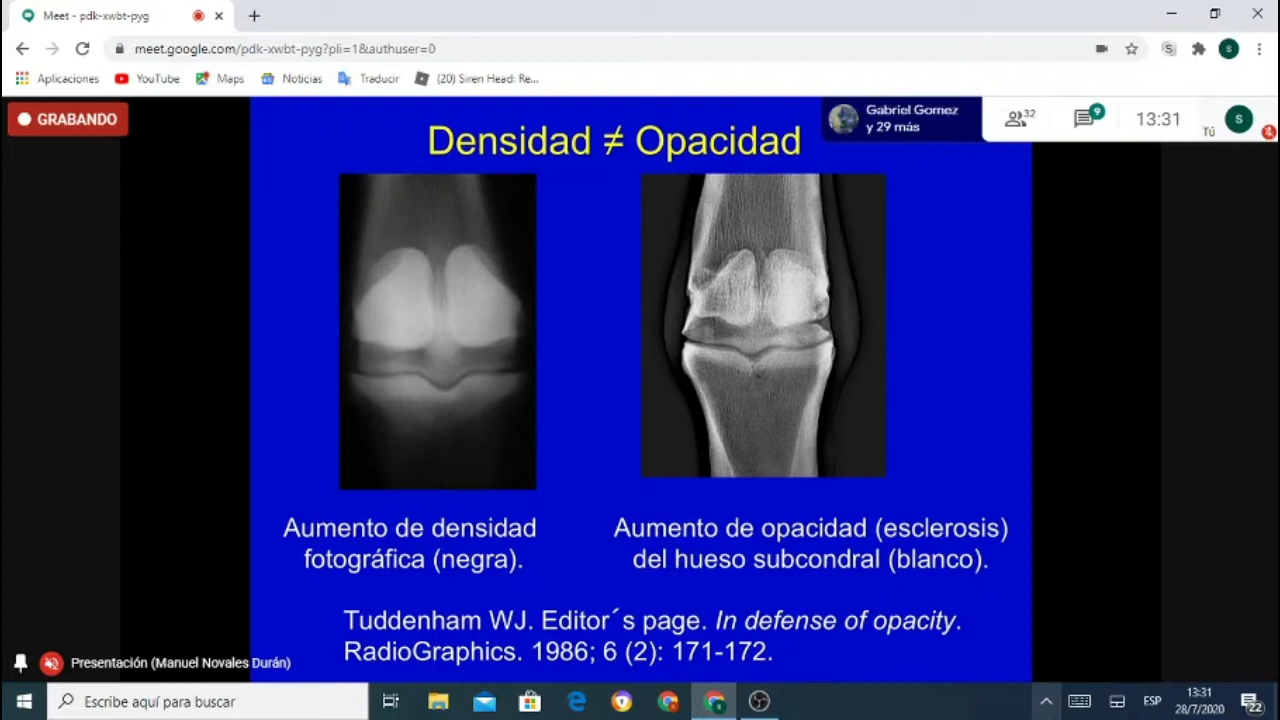 Meet - pdk-xwbt-pyg
meet.google.com/pdk-xwbt-pyg?pli=1&authuser=0
S
S
Aplicaciones
YouTube
Maps
Noticias
Traducir
(20) Siren Head: Re...
GRABANDO
Gabriel Gomez
y 29 más
32
9
13:31
Tú
S
Densidad ≠ Opacidad
Aumento de densidad
fotográfica (negra).
Aumento de opacidad (esclerosis)
del hueso subcondral (blanco).
Tuddenham WJ. Editor´s page. In defense of opacity.
RadioGraphics. 1986; 6 (2): 171-172.
Presentación (Manuel Novales Durán)
Escribe aquí para buscar
ESP
13:31
28/7/2020
22